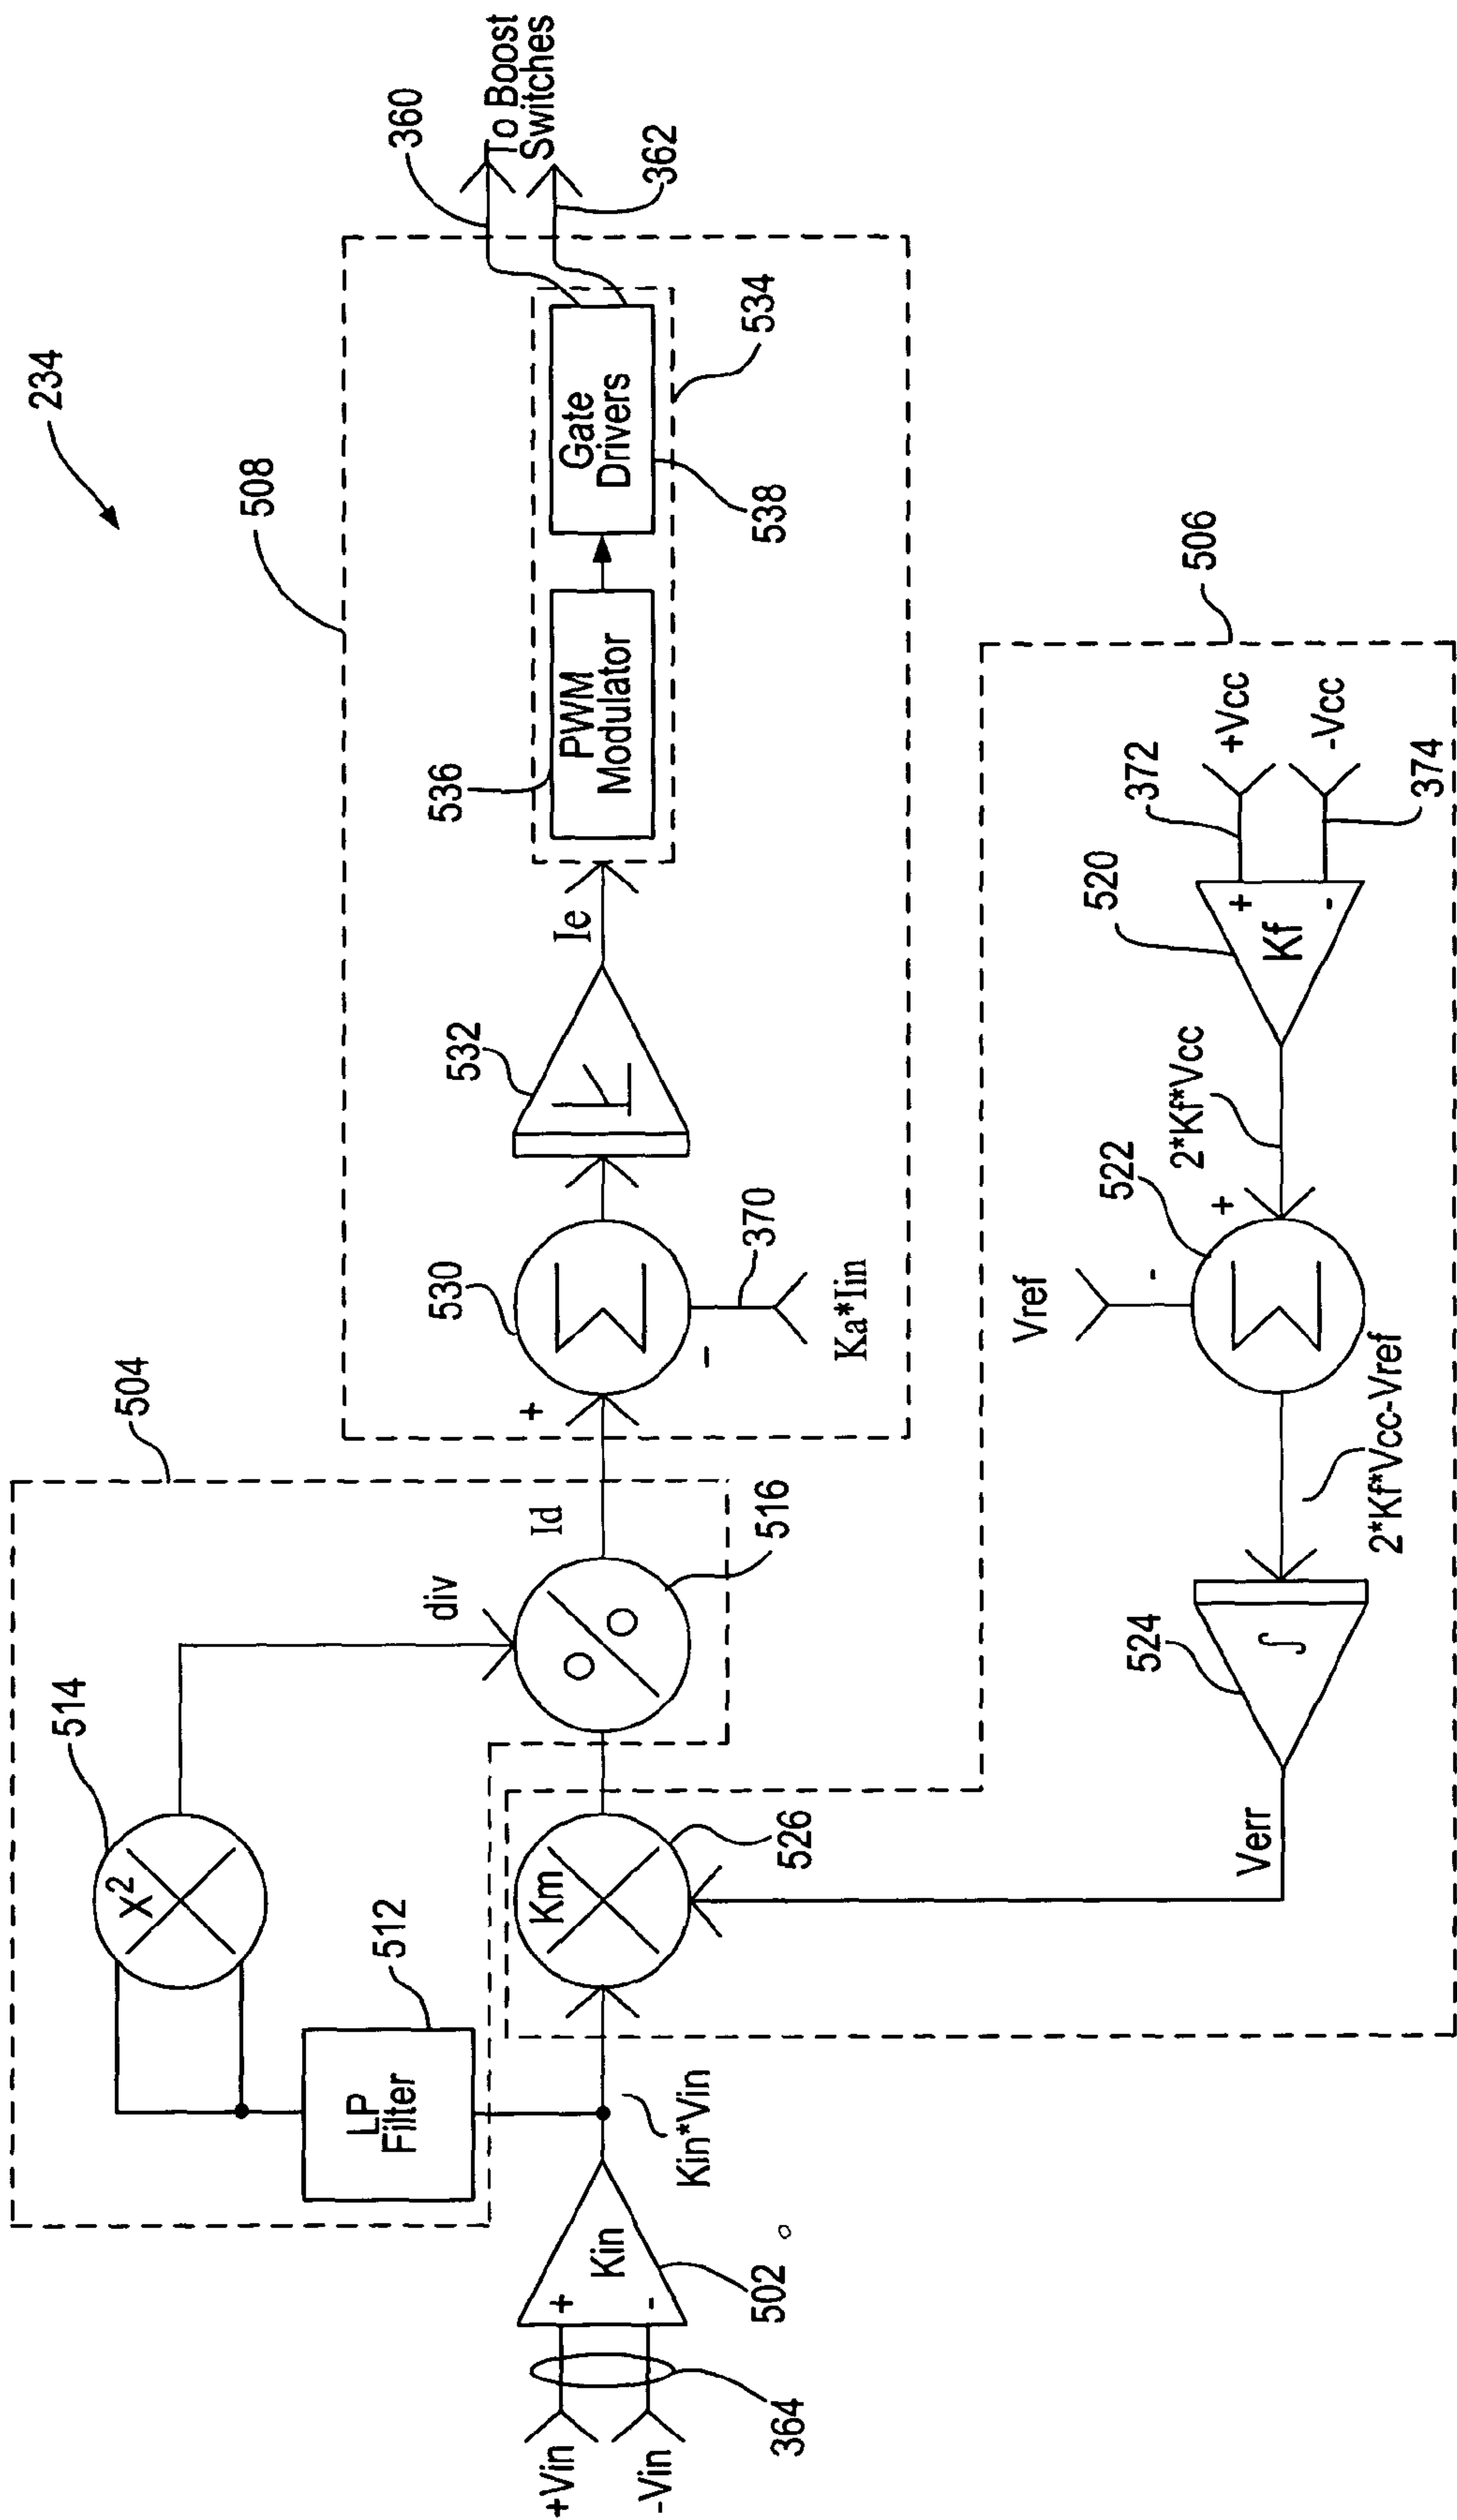 234
508
504
514
512
LP
Filter
x²
div
516
Id
Km
526
Kin*Vin
Kin
+
-
502
364
+Vin
-Vin
530
+
-
370
Ka*Iin
532
K
Ie
536
PWM
Modulator
Gate
Drivers
538
534
360
362
To Boost
Switches
506
+Vcc
-Vcc
372
374
520
Kf
+
-
2*Kf*Vcc
522
+
-
Vref
Σ
Σ
2*Kf*Vcc-Vref
524
∫
Verr